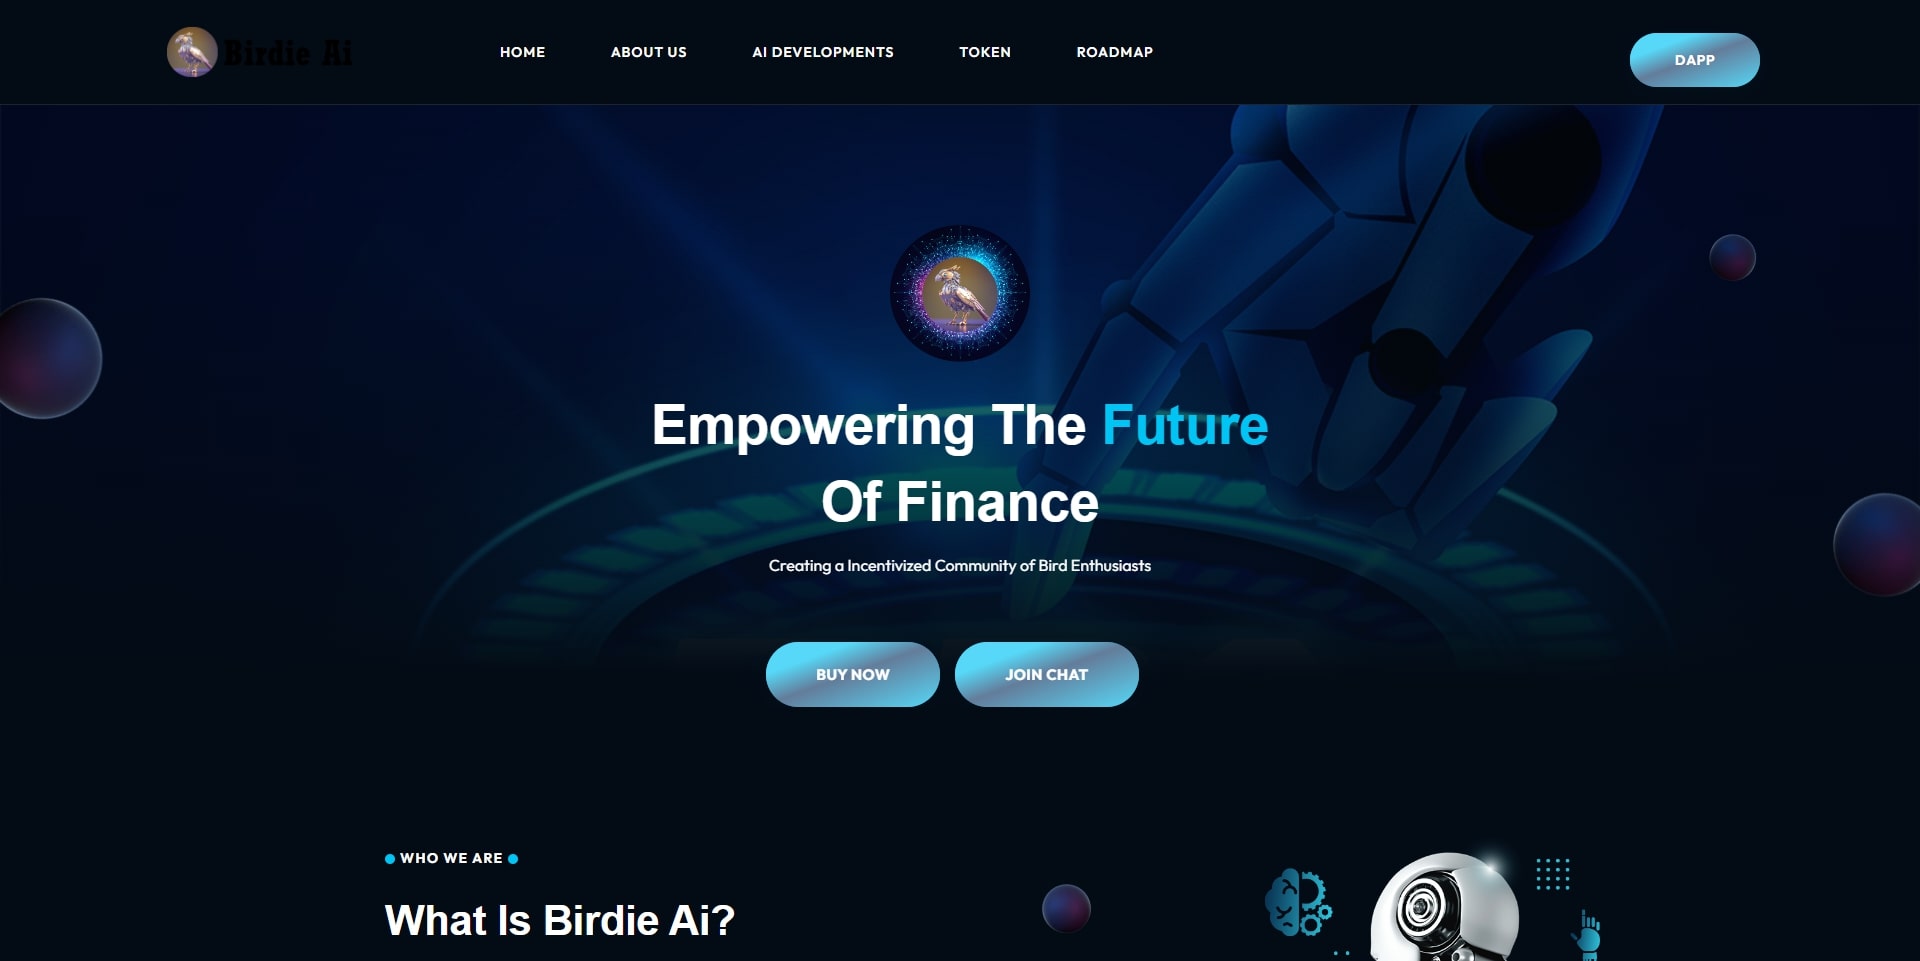 Birdie Ai
HOME
ABOUT US
AI DEVELOPMENTS
TOKEN
ROADMAP
DAPP
Empowering The Future
Of Finance
Creating a Incentivized Community of Bird Enthusiasts
BUY NOW
JOIN CHAT
WHO WE ARE
What Is Birdie Ai?